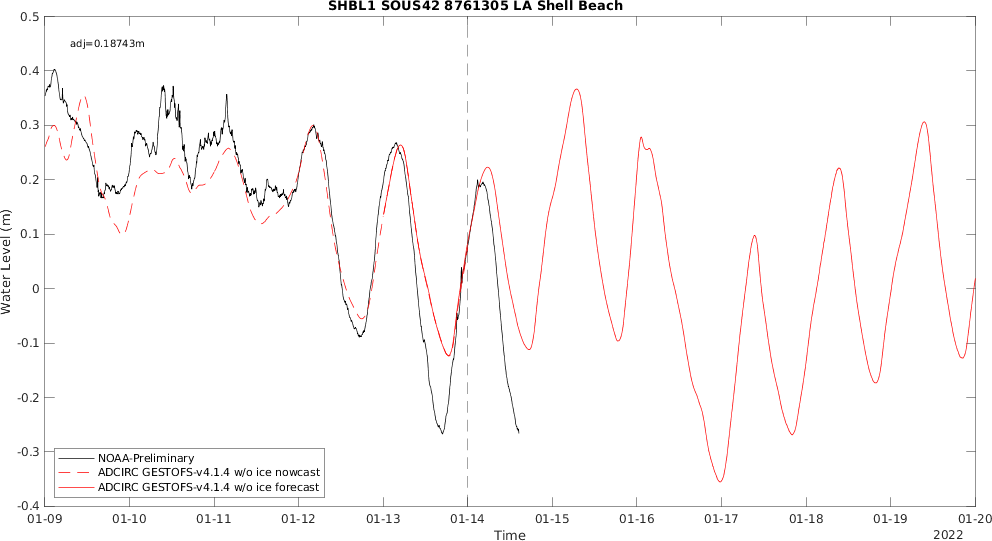 SHBL1 SOUS42 8761305 LA Shell Beach
adj=0.18743m
Water Level (m)
0.5
0.4
0.3
0.2
0.1
0
-0.1
-0.2
-0.3
-0.4
NOAA-Preliminary
ADCIRC GESTOFS-v4.1.4 w/o ice nowcast
ADCIRC GESTOFS-v4.1.4 w/o ice forecast
01-09 01-10 01-11 01-12 01-13 01-14 01-15 01-16 01-17 01-18 01-19 01-20
Time
2022